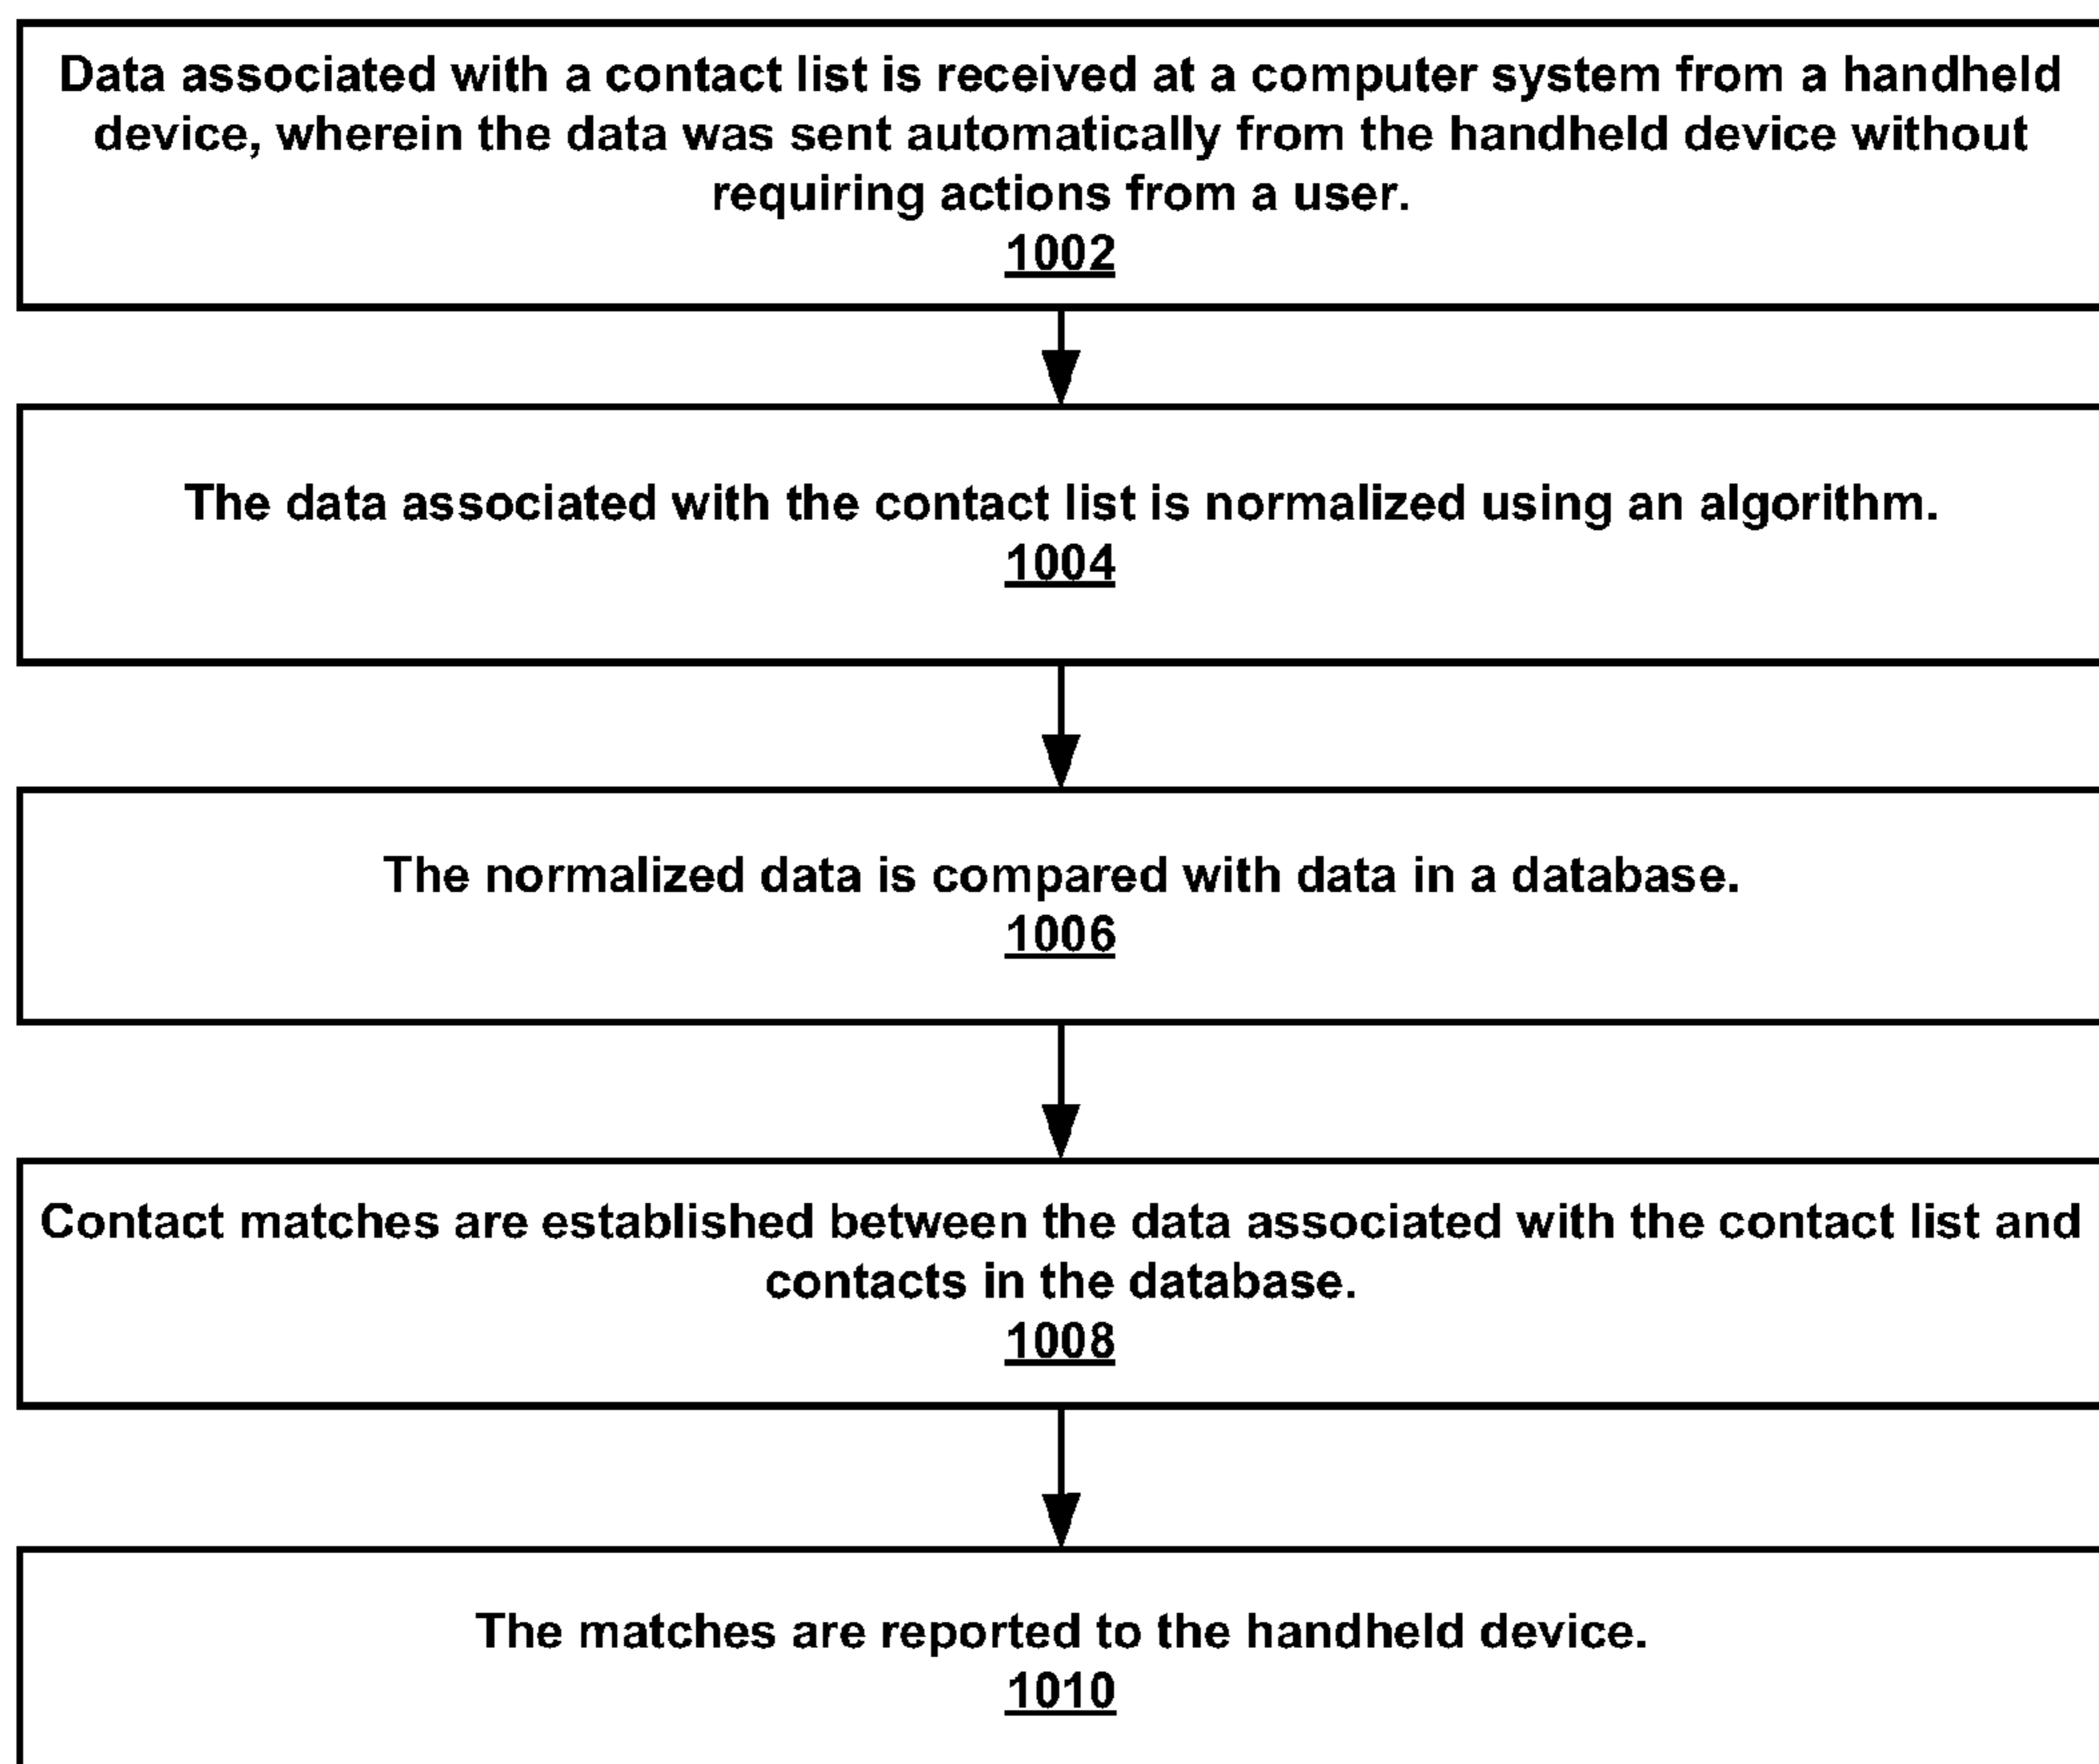 Data associated with a contact list is received at a computer system from a handheld
device, wherein the data was sent automatically from the handheld device without
requiring actions from a user.
1002
The data associated with the contact list is normalized using an algorithm.
1004
The normalized data is compared with data in a database.
1006
Contact matches are established between the data associated with the contact list and
contacts in the database.
1008
The matches are reported to the handheld device.
1010